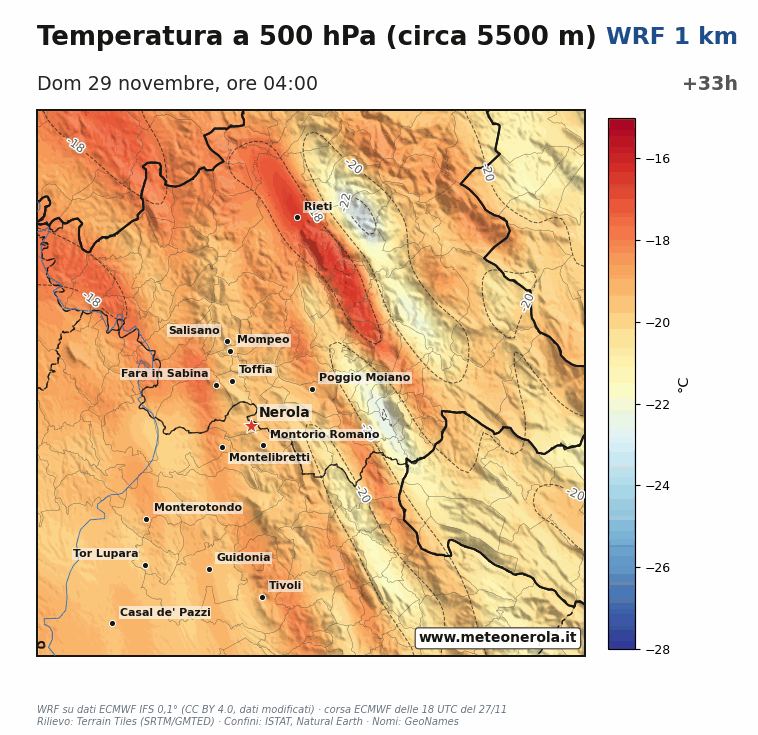 Temperatura a 500 hPa (circa 5500 m) WRF 1 km
Dom 29 novembre, ore 04:00 +33h
-18
-20
-20
-22
Rieti
-18
-18
-20
Salisano
Mompeo
Toffia
Fara in Sabina
Poggio Moiano
Nerola
Montorio Romano
Montelibretti
-20
-20
Monterotondo
Tor Lupara
Guidonia
Tivoli
Casal de' Pazzi
www.meteonerola.it
−16
−18
−20
−22
−24
−26
−28
°C
WRF su dati ECMWF IFS 0,1° (CC BY 4.0, dati modificati) · corsa ECMWF delle 18 UTC del 27/11
Rilievo: Terrain Tiles (SRTM/GMTED) · Confini: ISTAT, Natural Earth · Nomi: GeoNames